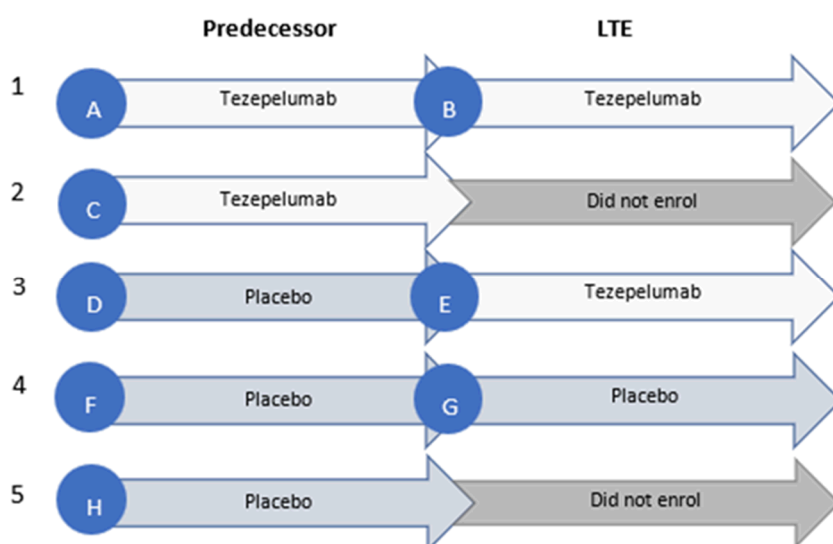 Predecessor LTE
1 A Tezepelumab B Tezepelumab
2 C Tezepelumab Did not enrol
3 D Placebo E Tezepelumab
4 F Placebo G Placebo
5 H Placebo Did not enrol